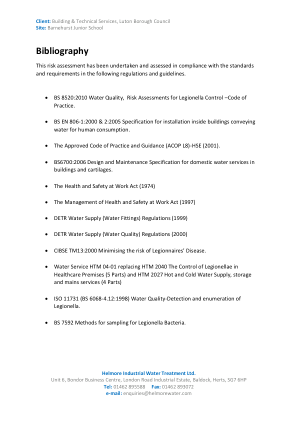 Client: Building & Technical Services, Luton Borough Council
Site: Barnehurst Junior School
Bibliography
This risk assessment has been undertaken and assessed in compliance with the standards
and requirements in the following regulations and guidelines.
• BS 8520:2010 Water Quality, Risk Assessments for Legionella Control –Code of
Practice.
• BS EN 806-1:2000 & 2:2005 Specification for installation inside buildings conveying
water for human consumption.
• The Approved Code of Practice and Guidance (ACOP L8)-HSE (2001).
• BS6700:2006 Design and Maintenance Specification for domestic water services in
buildings and cartilages.
• The Health and Safety at Work Act (1974)
• The Management of Health and Safety at Work Act (1997)
• DETR Water Supply (Water Fittings) Regulations (1999)
• DETR Water Supply (Water Quality) Regulations (2000)
• CIBSE TM13:2000 Minimising the risk of Legionnaires' Disease.
• Water Service HTM 04-01 replacing HTM 2040 The Control of Legionellae in
Healthcare Premises (5 Parts) and HTM 2027 Hot and Cold Water Supply, storage
and mains services (4 Parts)
• ISO 11731 (BS 6068-4.12:1998) Water Quality-Detection and enumeration of
Legionella.
• BS 7592 Methods for sampling for Legionella Bacteria.
Helmore Industrial Water Treatment Ltd.
Unit 6, Bondor Business Centre, London Road Industrial Estate, Baldock, Herts, SG7 6HP
Tel: 01462 895588 Fax: 01462 893872
e-mail: enquiries@helmorewater.com